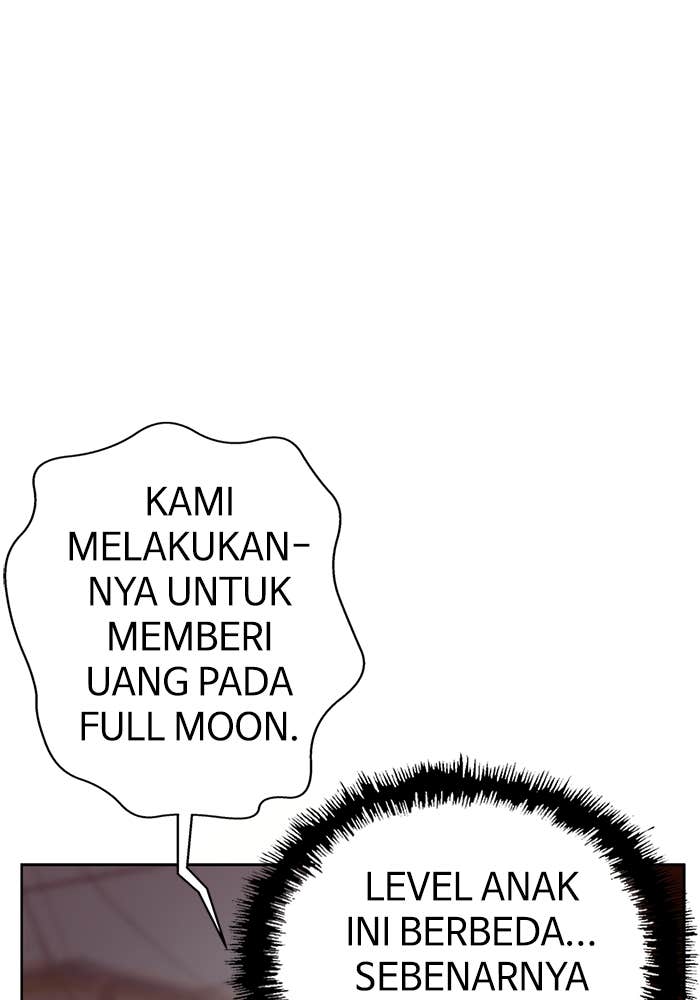 KAMI
MELAKUKAN-
NYA UNTUK
MEMBERI
UANG PADA
FULL MOON.
LEVEL ANAK
INI BERBEDA...
SEBENARNYA